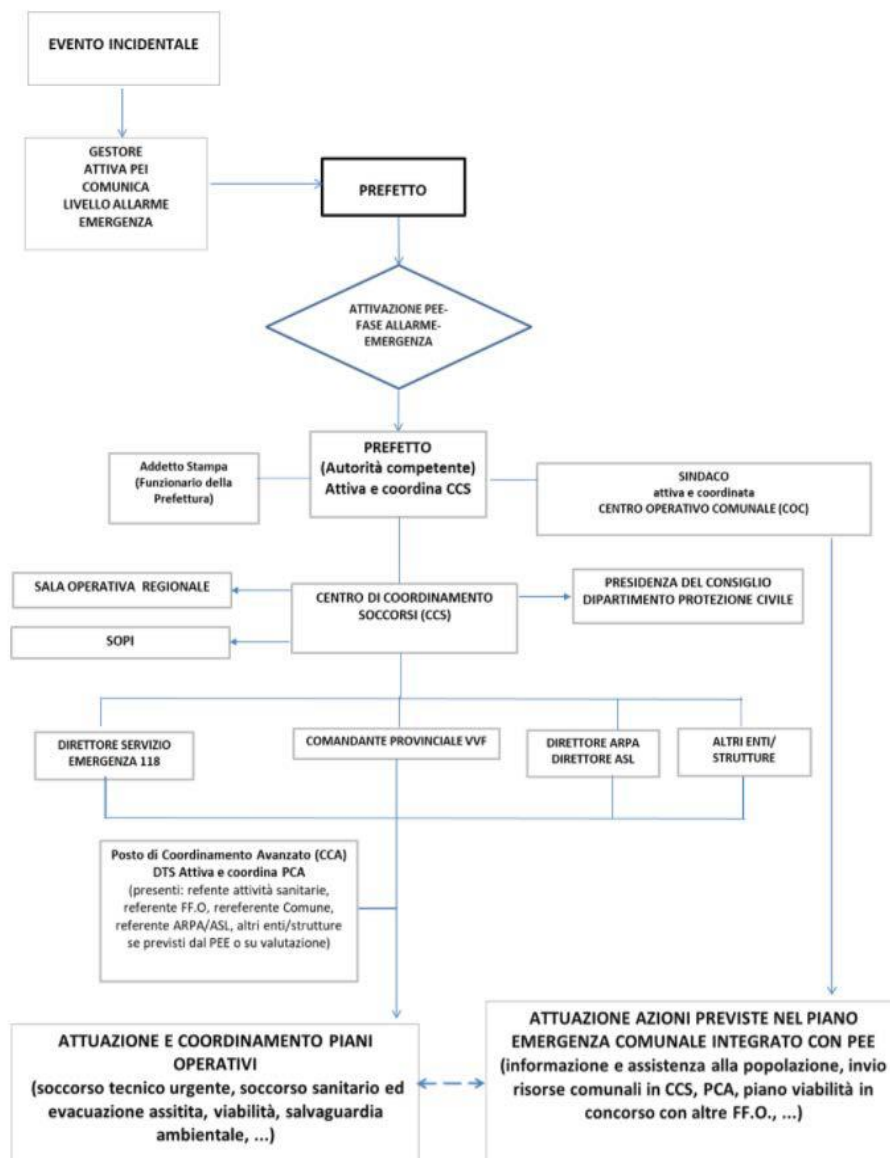 EVENTO INCIDENTALE
GESTORE
ATTIVA PEI
COMUNICA
LIVELLO ALLARME
EMERGENZA
PREFETTO
ATTIVAZIONE PEE-
FASE ALLARME-
EMERGENZA
PREFETTO
(Autorità competente)
Attiva e coordina CCS
Addetto Stampa
(Funzionario della
Prefettura)
SINDACO
attiva e coordinata
CENTRO OPERATIVO COMUNALE (COC)
SALA OPERATIVA REGIONALE
CENTRO DI COORDINAMENTO
SOCCORSI (CCS)
PRESIDENZA DEL CONSIGLIO
DIPARTIMENTO PROTEZIONE CIVILE
SOPI
DIRETTORE SERVIZIO
EMERGENZA 118
COMANDANTE PROVINCIALE VVF
DIRETTORE ARPA
DIRETTORE ASL
ALTRI ENTI/
STRUTTURE
Posto di Coordinamento Avanzato (CCA)
DTS Attiva e coordina PCA
(presenti: refente attività sanitarie,
referente FF.O, rereferente Comune,
referente ARPA/ASL, altri enti/strutture
se previsti dal PEE o su valutazione)
ATTUAZIONE E COORDINAMENTO PIANI
OPERATIVI
(soccorso tecnico urgente, soccorso sanitario ed
evacuazione assitita, viabilità, salvaguardia
ambientale, ...)
ATTUAZIONE AZIONI PREVISTE NEL PIANO
EMERGENZA COMUNALE INTEGRATO CON PEE
(informazione e assistenza alla popolazione, invio
risorse comunali in CCS, PCA, piano viabilità in
concorso con altre FF.O., ...)